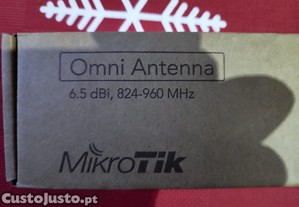 Omni Antenna
6.5 dBi, 824-960 MHz
MikroTik
CustoJusto.pt